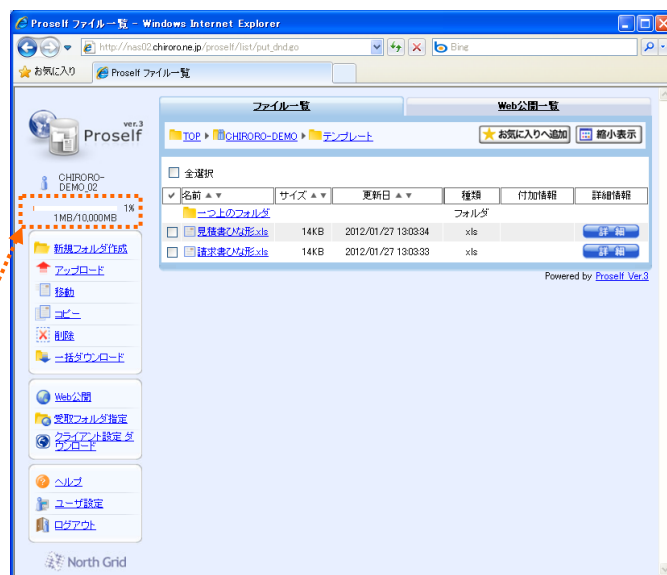 Proself ファイル一覧 - Windows Internet Explorer
http://nas02.chiroro.ne.jp/proself/list/put_dnd.go
Bing
お気に入り
Proself ファイル一覧
ver.3
Proself
CHIRORO-
DEMO_02
1%
1MB/10,000MB
新規フォルダ作成
アップロード
移動
コピー
削除
一括ダウンロード
Web公開
受取フォルダ指定
クライアント設定 ダ
ウンロード
ヘルプ
ユーザ設定
ログアウト
North Grid
ファイル一覧 Web公開一覧
TOP CHIRORO-DEMO テンプレート お気に入りへ追加 縮小表示
全選択
名前 ▲▼ サイズ ▲▼ 更新日 ▲▼ 種類 付加情報 詳細情報
一つ上のフォルダ フォルダ
見積書ひな形.xls 14KB 2012/01/27 13:03:34 xls 詳 細
請求書ひな形.xls 14KB 2012/01/27 13:03:33 xls 詳 細
Powered by Proself Ver.3